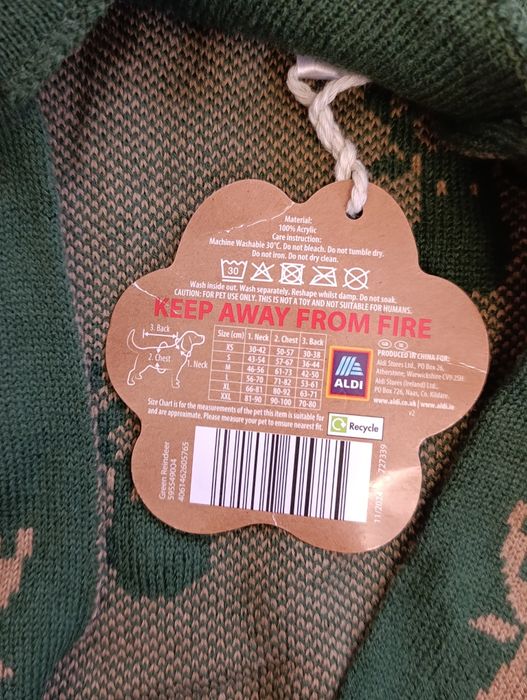 Material:
100% Acrylic
Care instruction:
Machine Washable 30°C. Do not bleach. Do not tumble dry.
Do not iron. Do not dry clean.
30
Wash inside out. Wash separately. Reshape whilst damp. Do not soak.
CAUTION: FOR PET USE ONLY. THIS IS NOT A TOY AND NOT SUITABLE FOR HUMANS.
KEEP AWAY FROM FIRE
3. Back
2. Chest
1. Neck
Size (cm) 1. Neck 2. Chest 3. Back
XS 30-42 50-57 30-38
S 43-54 57-67 36-44
M 46-56 61-73 42-50
L 56-70 71-82 53-61
XL 66-81 80-92 63-71
XXL 81-90 90-100 70-80
ALDI
GB IE
PRODUCED IN CHINA FOR:
Aldi Stores Ltd., PO Box 26,
Atherstone, Warwickshire CV9 2SH.
Aldi Stores (Ireland) Ltd.,
PO Box 726, Naas, Co. Kildare.
www.aldi.co.uk | www.aldi.ie
v2
Size Chart is for the measurements of the pet this item is suitable for
and are approximate. Please measure your pet to ensure nearest fit.
Recycle
Green Reindeer
595549004
4061462605765
727339